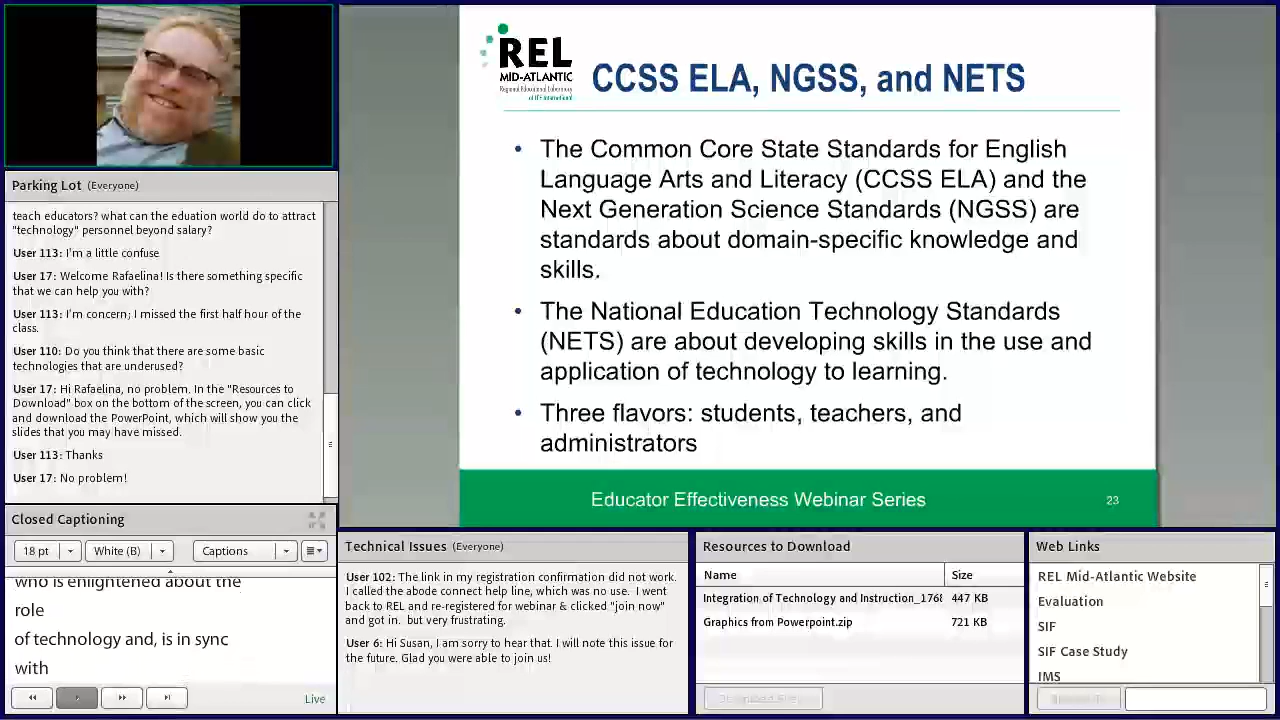 REL
MID-ATLANTIC
Regional Educational Laboratory
CCSS ELA, NGSS, and NETS
• The Common Core State Standards for English
Language Arts and Literacy (CCSS ELA) and the
Next Generation Science Standards (NGSS) are
standards about domain-specific knowledge and
skills.
• The National Education Technology Standards
(NETS) are about developing skills in the use and
application of technology to learning.
• Three flavors: students, teachers, and
administrators
Educator Effectiveness Webinar Series
23
Parking Lot (Everyone)
teach educators? what can the eduation world do to attract
"technology" personnel beyond salary?
User 113: I'm a little confuse
User 17: Welcome Rafaelina! Is there something specific
that we can help you with?
User 113: I'm concern; I missed the first half hour of the
class.
User 110: Do you think that there are some basic
technologies that are underused?
User 17: Hi Rafaelina, no problem. In the "Resources to
Download" box on the bottom of the screen, you can click
and download the PowerPoint, which will show you the
slides that you may have missed.
User 113: Thanks
User 17: No problem!
Closed Captioning
18 pt White (B) Captions
who is enlightened about the
role
of technology and, is in sync
with
Live
Technical Issues (Everyone)
User 102: The link in my registration confirmation did not work.
I called the abode connect help line, which was no use. I went
back to REL and re-registered for webinar & clicked "join now"
and got in. but very frustrating.
User 6: Hi Susan, I am sorry to hear that. I will note this issue for
the future. Glad you were able to join us!
Resources to Download
Name Size
Integration of Technology and Instruction_1768 447 KB
Graphics from Powerpoint.zip 721 KB
Web Links
REL Mid-Atlantic Website
Evaluation
SIF
SIF Case Study
IMS